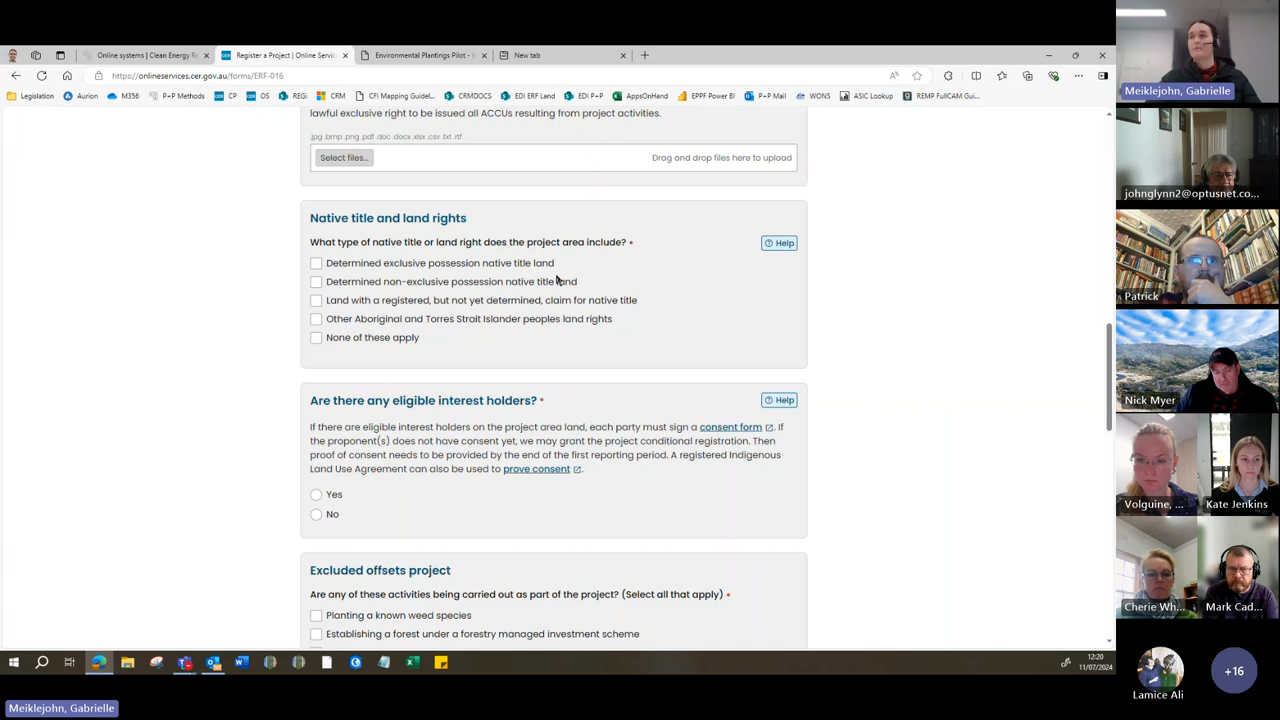 Online systems | Clean Energy Re
Register a Project | Online Service
Environmental Plantings Pilot - F
New tab
https://onlineservices.cer.gov.au/forms/ERF-016
Legislation
Aurion
M356
P+P Methods
CP
OS
REGI
CRM
CFI Mapping Guidel...
CRMDOCS
EDI ERF Land
EDI P+P
AppsOnHand
EPPF Power BI
P+P Mail
WONS
ASIC Lookup
REMP FullCAM Gui...
lawful exclusive right to be issued all ACCUs resulting from project activities.
.jpg .bmp .png .pdf .doc .docx .xlsx .csv .txt .rtf
Select files...
Drag and drop files here to upload
Native title and land rights
What type of native title or land right does the project area include? *
Help
Determined exclusive possession native title land
Determined non-exclusive possession native title land
Land with a registered, but not yet determined, claim for native title
Other Aboriginal and Torres Strait Islander peoples land rights
None of these apply
Are there any eligible interest holders? *
Help
If there are eligible interest holders on the project area land, each party must sign a consent form. If
the proponent(s) does not have consent yet, we may grant the project conditional registration. Then
proof of consent needs to be provided by the end of the first reporting period. A registered Indigenous
Land Use Agreement can also be used to prove consent.
Yes
No
Excluded offsets project
Are any of these activities being carried out as part of the project? (Select all that apply) *
Planting a known weed species
Establishing a forest under a forestry managed investment scheme
12:20
11/07/2024
Meiklejohn, Gabrielle
Meiklejohn, Gabrielle
johnglynn2@optusnet.co...
Patrick
Nick Myer
Volguine, ...
Kate Jenkins
Cherie Wh...
Mark Cad...
Lamice Ali
+16